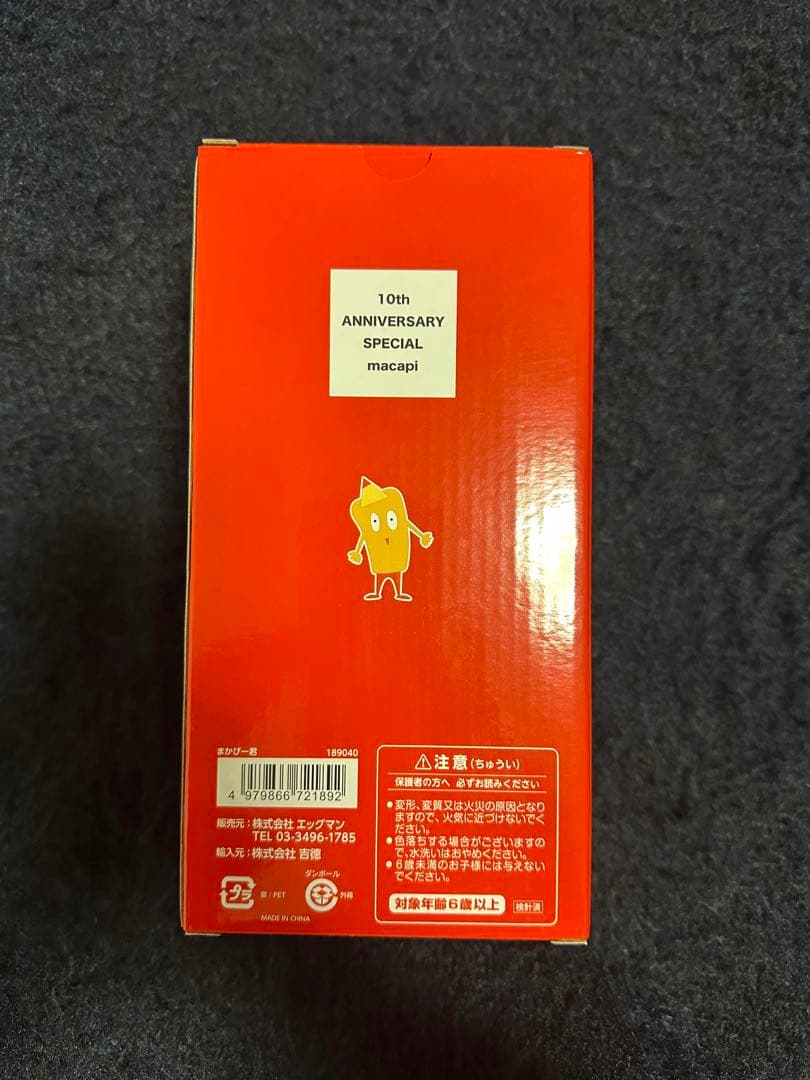 10th
ANNIVERSARY
SPECIAL
macapi
まかぴー君 189040
4 979866 721892
販売元：株式会社 エッグマン
TEL 03-3496-1785
輸入元：株式会社 吉德
プラ
窓：PET
ダンボール
外箱
MADE IN CHINA
注意（ちゅうい）
保護者の方へ 必ずお読みください
●変形、変質又は火災の原因となり
ますので、火気に近づけないでく
ださい。
●色落ちする場合がございますの
で、水洗いはおやめください。
●6歳未満のお子様には与えない
でください。
対象年齢6歳以上
検針済